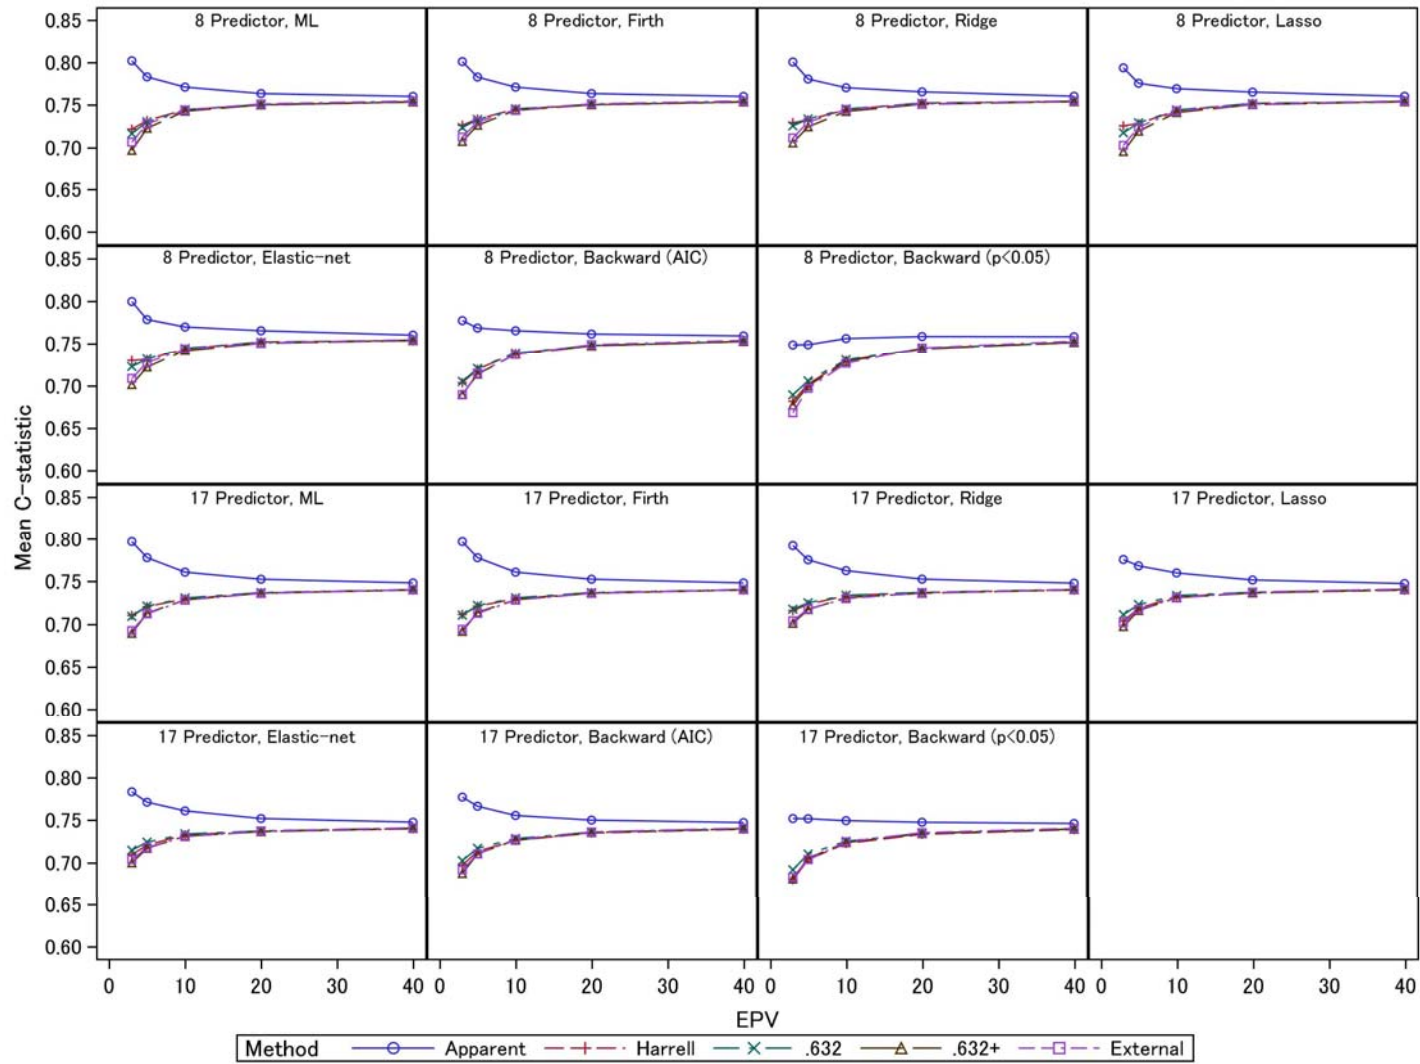 8 Predictor, ML
8 Predictor, Firth
8 Predictor, Ridge
8 Predictor, Lasso
0.85
0.80
0.75
0.70
0.65
0.60
8 Predictor, Elastic-net
8 Predictor, Backward (AIC)
8 Predictor, Backward (p<0.05)
0.85
0.80
0.75
0.70
0.65
0.60
Mean C-statistic
17 Predictor, ML
17 Predictor, Firth
17 Predictor, Ridge
17 Predictor, Lasso
0.85
0.80
0.75
0.70
0.65
0.60
17 Predictor, Elastic-net
17 Predictor, Backward (AIC)
17 Predictor, Backward (p<0.05)
0.85
0.80
0.75
0.70
0.65
0.60
0 10 20 30 40 0 10 20 30 40 0 10 20 30 40 0 10 20 30 40
EPV
Method Apparent Harrell .632 .632+ External